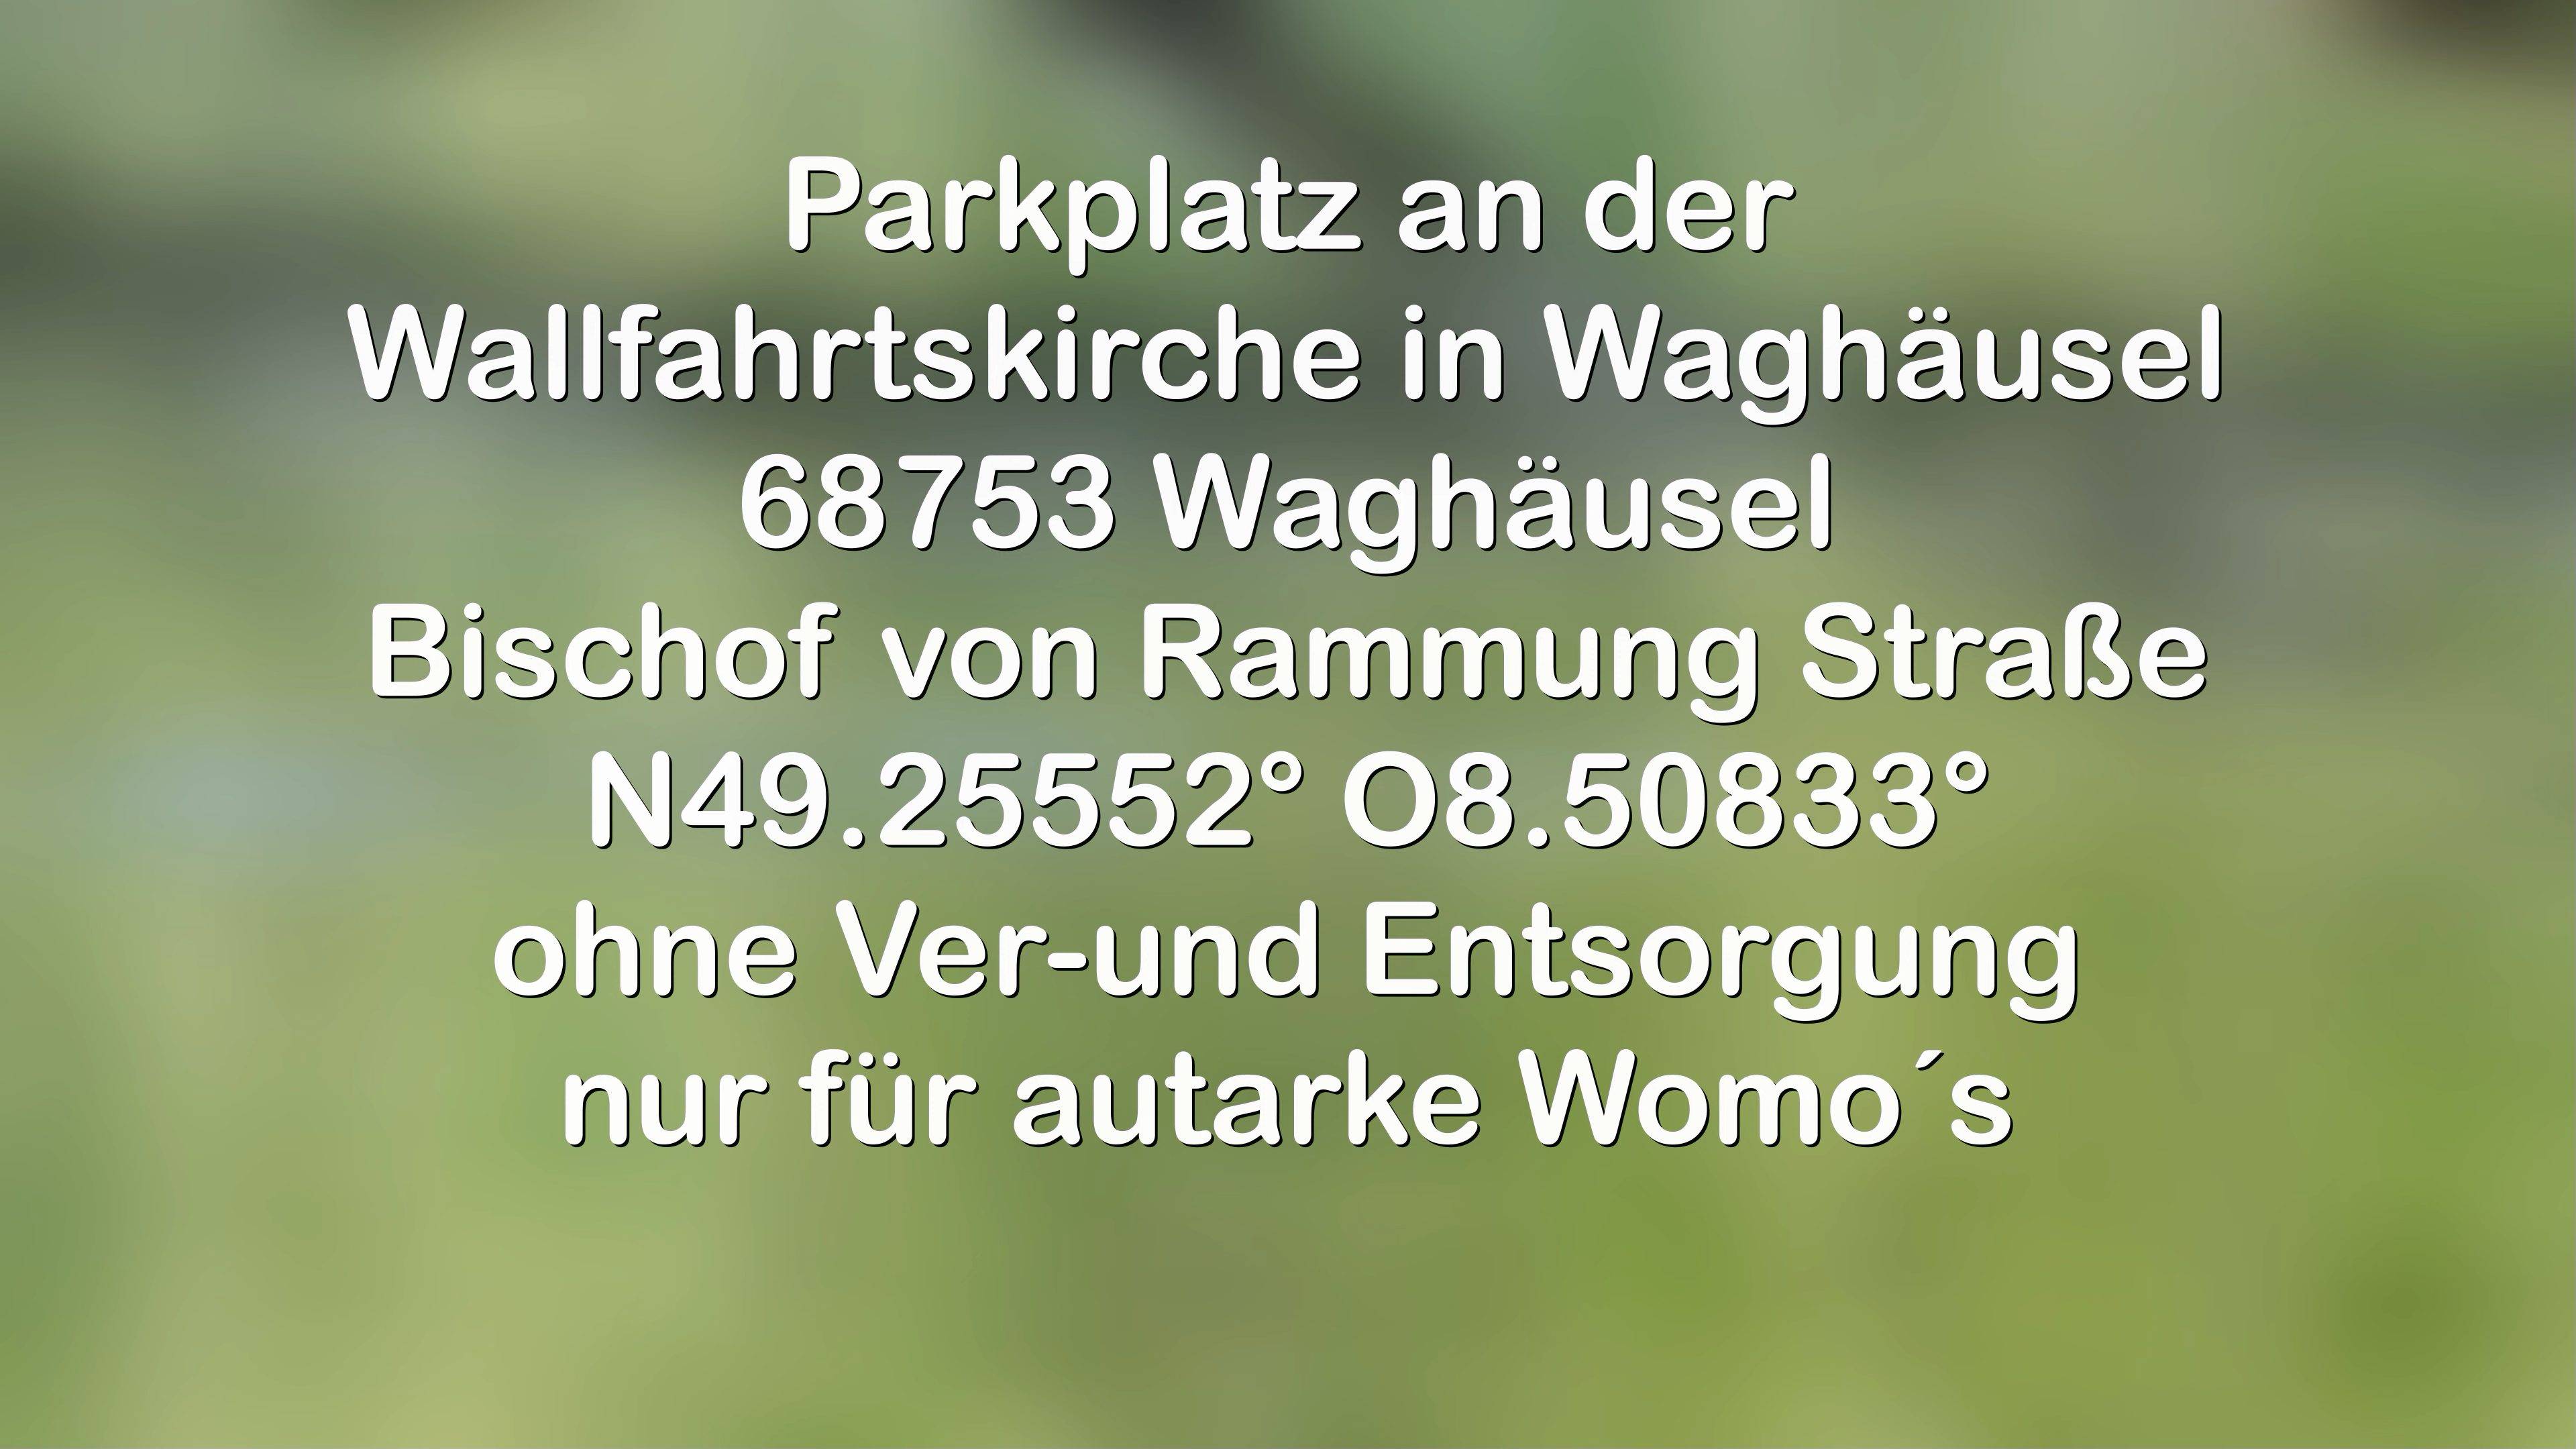 Parkplatz an der
Wallfahrtskirche in Waghäusel
68753 Waghäusel
Bischof von Rammung Straße
N49.25552° O8.50833°
ohne Ver-und Entsorgung
nur für autarke Womo´s